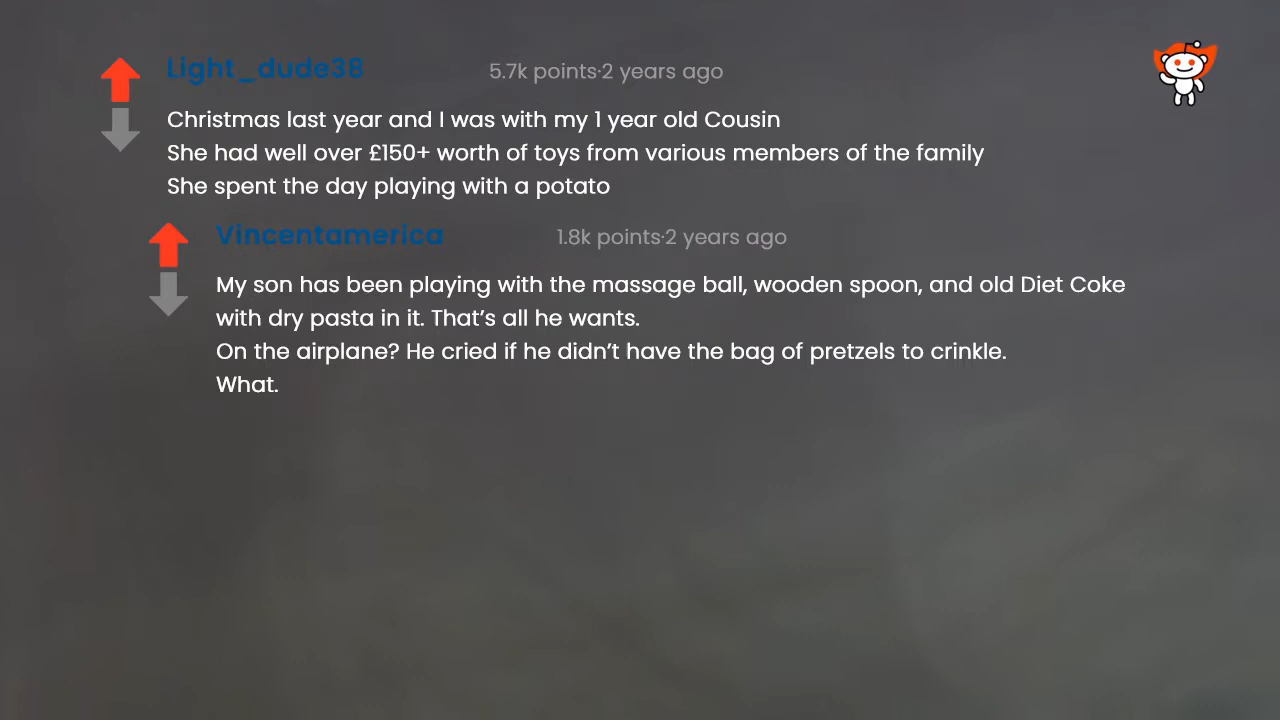 Light_dude38 5.7k points·2 years ago
Christmas last year and I was with my 1 year old Cousin
She had well over £150+ worth of toys from various members of the family
She spent the day playing with a potato
Vincentamerica 1.8k points·2 years ago
My son has been playing with the massage ball, wooden spoon, and old Diet Coke
with dry pasta in it. That’s all he wants.
On the airplane? He cried if he didn’t have the bag of pretzels to crinkle.
What.